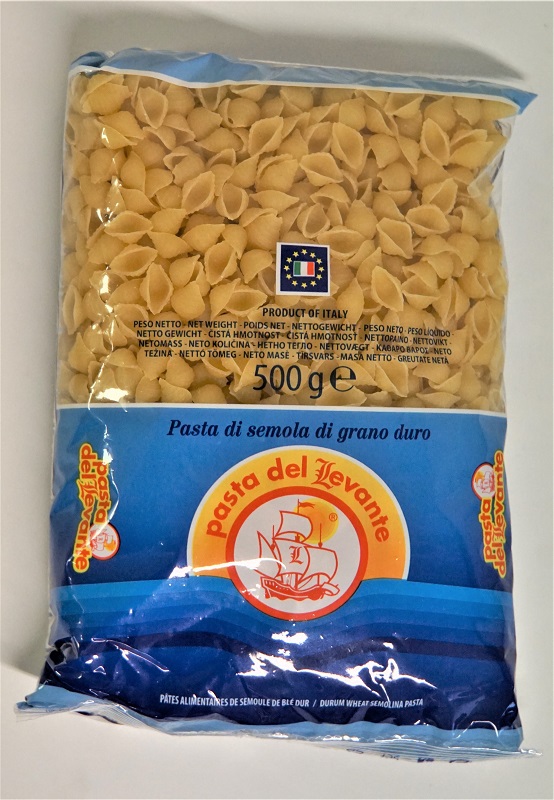 PRODUCT OF ITALY
PESO NETTO - NET WEIGHT - POIDS NET - NETTOGEWICHT - PESO NETO - PESO LÍQUIDO -
NETTO GEWICHT - ČISTÁ HMOTNOST - ČISTÁ HMOTNOSŤ - NETTOPAINO - NETTOVIKT -
NETOMASS - NETO KOLIČINA - HETHO ТЕГЛО - NETTOVÆGT - ΚΑΘΑΡΟ ΒΑΡΟΣ - NETO
TEŽINA - NETTÓ TÖMEG - NETO MASĖ - TĪRSVARS - MASA NETTO - GREUTATE NETĂ
500 g ℮
Pasta di semola di grano duro
pasta del Levante
®
L
pasta del Levante
pasta del Levante
PÂTES ALIMENTAIRES DE SEMOULE DE BLÉ DUR / DURUM WHEAT SEMOLINA PASTA